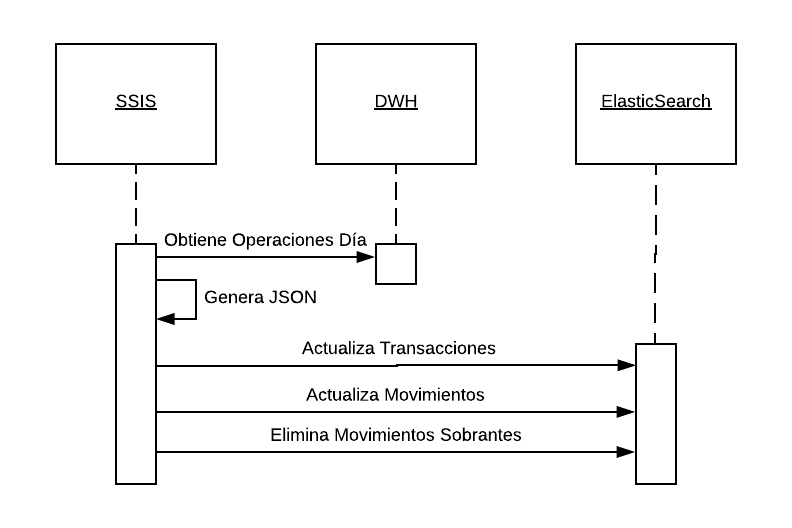 SSIS
DWH
ElasticSearch
Obtiene Operaciones Día
Genera JSON
Actualiza Transacciones
Actualiza Movimientos
Elimina Movimientos Sobrantes